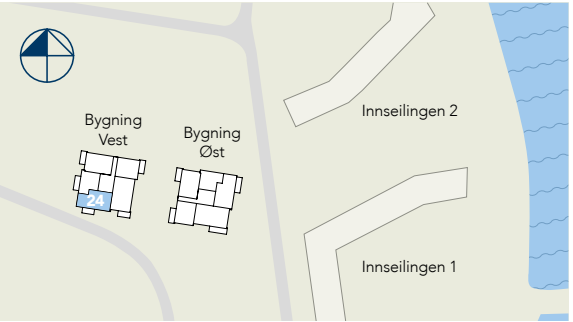 Innseilingen 2
Bygning
Vest
Bygning
Øst
24
Innseilingen 1